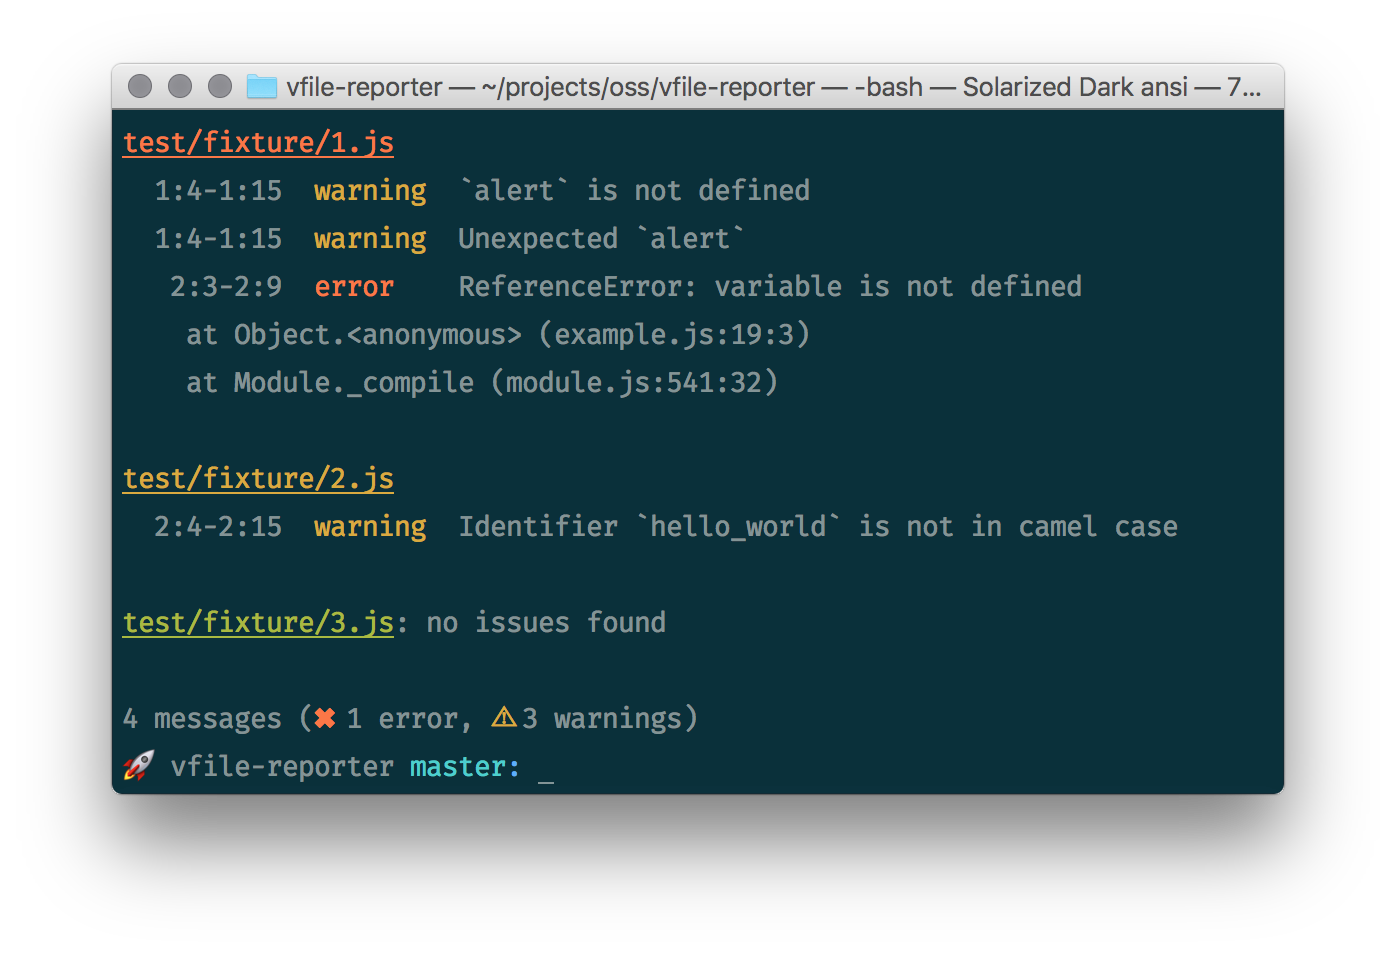 vfile-reporter — ~/projects/oss/vfile-reporter — -bash — Solarized Dark ansi — 7...
test/fixture/1.js
1:4-1:15 warning `alert` is not defined
1:4-1:15 warning Unexpected `alert`
2:3-2:9 error ReferenceError: variable is not defined
at Object.<anonymous> (example.js:19:3)
at Module._compile (module.js:541:32)
test/fixture/2.js
2:4-2:15 warning Identifier `hello_world` is not in camel case
test/fixture/3.js: no issues found
4 messages (✖ 1 error, ⚠ 3 warnings)
🚀 vfile-reporter master: _